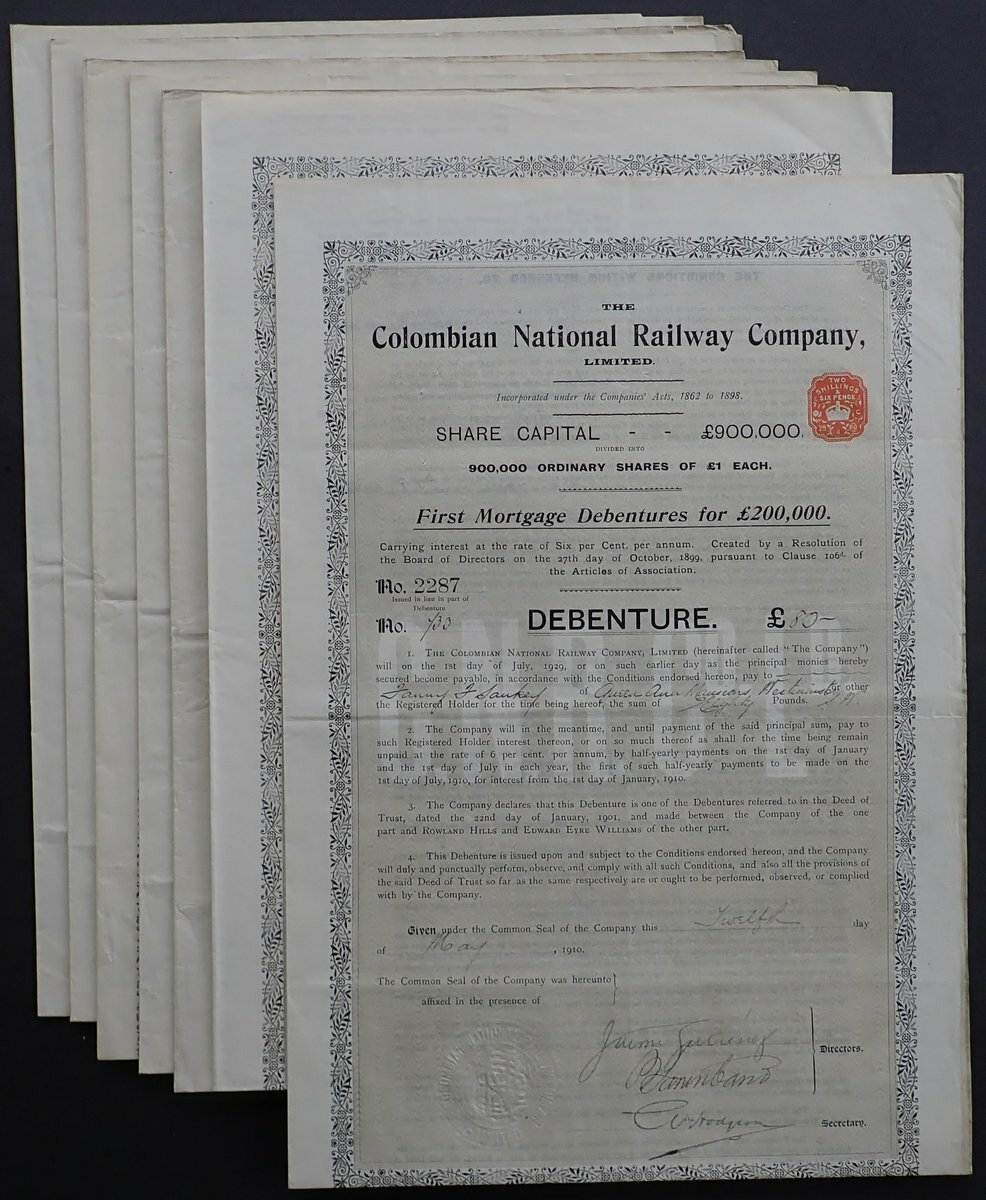 THE
Colombian National Railway Company,
LIMITED.
Incorporated under the Companies' Acts, 1862 to 1898.
TWO
SHILLINGS
&
SIX PENCE
SHARE CAPITAL - - £900,000,
DIVIDED INTO
900,000 ORDINARY SHARES OF £1 EACH.
First Mortgage Debentures for £200,000.
Carrying interest at the rate of Six per Cent. per annum. Created by a Resolution of
the Board of Directors on the 27th day of October, 1899, pursuant to Clause 106d. of
the Articles of Association.
No. 2287
Issued in lieu in part of
Debenture
No. 733
DEBENTURE. £80-
1. THE COLOMBIAN NATIONAL RAILWAY COMPANY, LIMITED (hereinafter called "The Company")
will on the 1st day of July, 1929, or on such earlier day as the principal monies hereby
secured become payable, in accordance with the Conditions endorsed hereon, pay to
Fanny F Sankey of Queen Anne Mansions, Westminster S.W. or other
the Registered Holder for the time being hereof, the sum of Eighty Pounds.
2. The Company will in the meantime, and until payment of the said principal sum, pay to
such Registered Holder interest thereon, or on so much thereof as shall for the time being remain
unpaid at the rate of 6 per cent. per annum, by half-yearly payments on the 1st day of January
and the 1st day of July in each year, the first of such half-yearly payments to be made on the
1st day of July, 1910, for interest from the 1st day of January, 1910.
3. The Company declares that this Debenture is one of the Debentures referred to in the Deed of
Trust, dated the 22nd day of January, 1901, and made between the Company of the one
part and ROWLAND HILLS and EDWARD EYRE WILLIAMS of the other part.
4. This Debenture is issued upon and subject to the Conditions endorsed hereon, and the Company
will duly and punctually perform, observe, and comply with all such Conditions, and also all the provisions of
the said Deed of Trust so far as the same respectively are or ought to be performed, observed, or complied
with by the Company.
Given under the Common Seal of the Company this Twelfth day
of May, 1910.
The Common Seal of the Company was hereunto
affixed in the presence of
Directors.
Secretary.